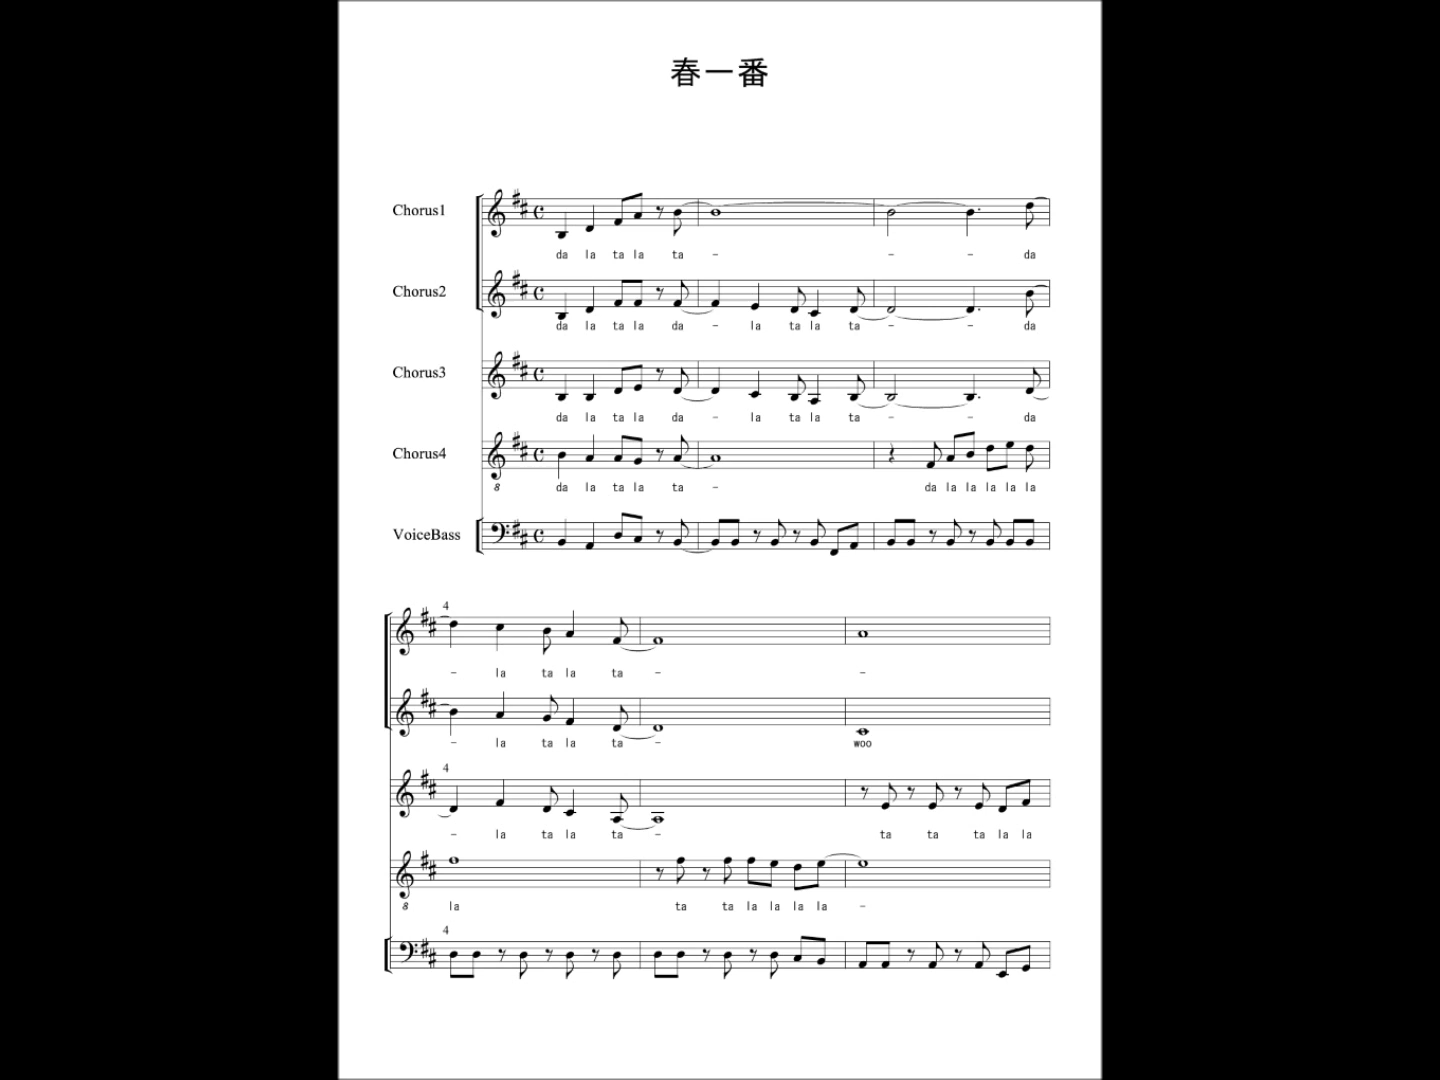 春一番
Chorus1
da la ta la ta - - - da
Chorus2
da la ta la da - la ta la ta - - da
Chorus3
da la ta la da - la ta la ta - - da
Chorus4
8
da la ta la ta - da la la la la la
VoiceBass
4
- la ta la ta - -
- la ta la ta - woo
4
- la ta la ta - ta ta ta la la
8
la ta ta la la la la -
4